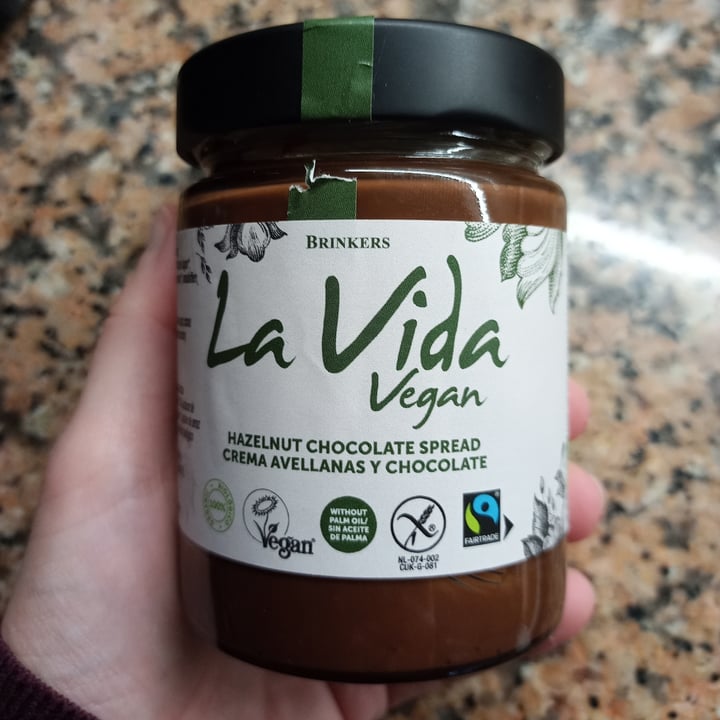 BRINKERS
La Vida
Vegan
HAZELNUT CHOCOLATE SPREAD
CREMA AVELLANAS Y CHOCOLATE
100%
Vegan
WITHOUT
PALM OIL/
SIN ACEITE
DE PALMA
NL-074-002
CUK-G-081
FAIRTRADE